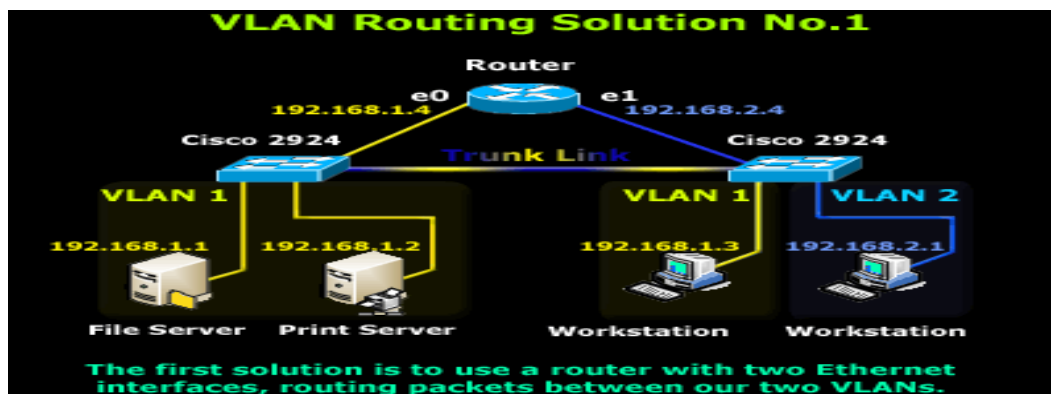 VLAN Routing Solution No.1
Router
e0 e1
192.168.1.4 192.168.2.4
Cisco 2924 Cisco 2924
Trunk Link
VLAN 1 VLAN 1 VLAN 2
192.168.1.1 192.168.1.2 192.168.1.3 192.168.2.1
File Server Print Server Workstation Workstation
The first solution is to use a router with two Ethernet
interfaces, routing packets between our two VLANs.